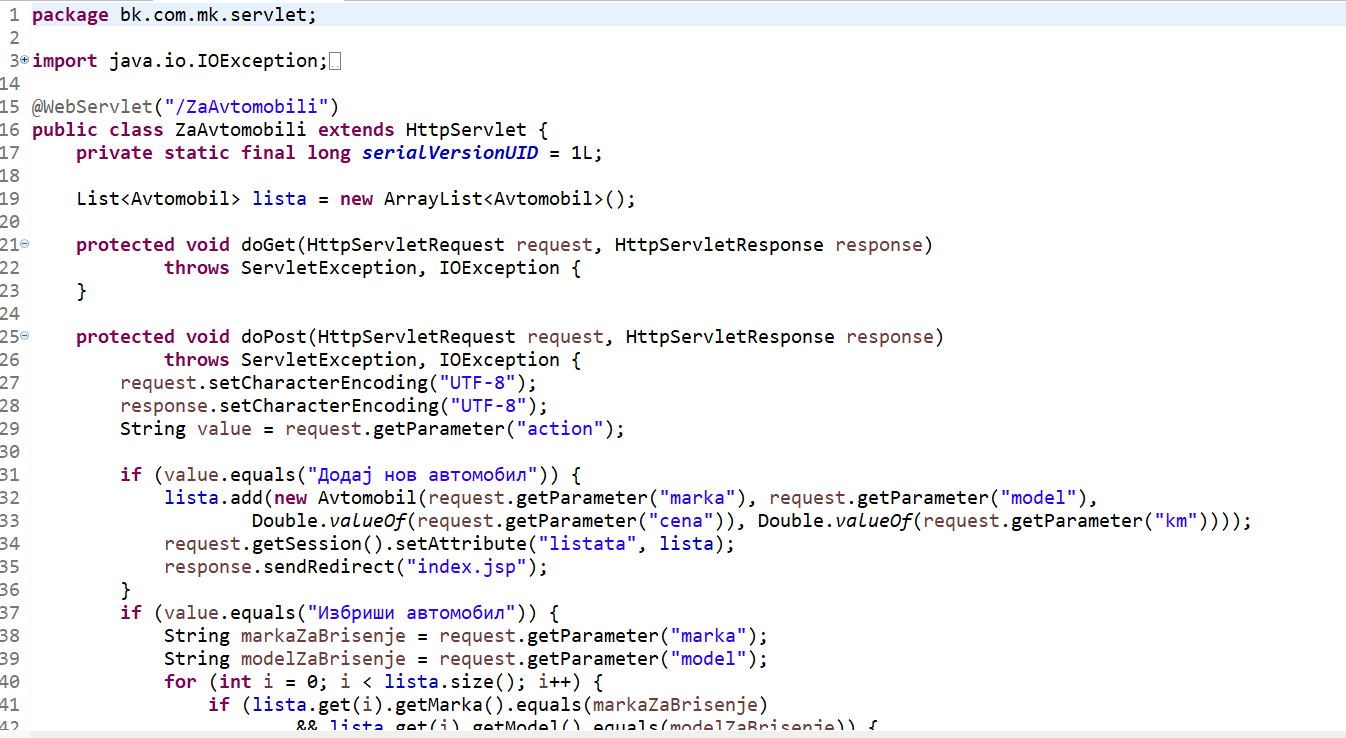 1 package bk.com.mk.servlet;
2
3 import java.io.IOException;
14
15 @WebServlet("/ZaAvtomobili")
16 public class ZaAvtomobili extends HttpServlet {
17 private static final long serialVersionUID = 1L;
18
19 List<Avtomobil> lista = new ArrayList<Avtomobil>();
20
21 protected void doGet(HttpServletRequest request, HttpServletResponse response)
22 throws ServletException, IOException {
23 }
24
25 protected void doPost(HttpServletRequest request, HttpServletResponse response)
26 throws ServletException, IOException {
27 request.setCharacterEncoding("UTF-8");
28 response.setCharacterEncoding("UTF-8");
29 String value = request.getParameter("action");
30
31 if (value.equals("Додај нов автомобил")) {
32 lista.add(new Avtomobil(request.getParameter("marka"), request.getParameter("model"),
33 Double.valueOf(request.getParameter("cena")), Double.valueOf(request.getParameter("km"))));
34 request.getSession().setAttribute("listata", lista);
35 response.sendRedirect("index.jsp");
36 }
37 if (value.equals("Избриши автомобил")) {
38 String markaZaBrisenje = request.getParameter("marka");
39 String modelZaBrisenje = request.getParameter("model");
40 for (int i = 0; i < lista.size(); i++) {
41 if (lista.get(i).getMarka().equals(markaZaBrisenje)
42 && lista.get(i).getModel().equals(modelZaBrisenje)) {